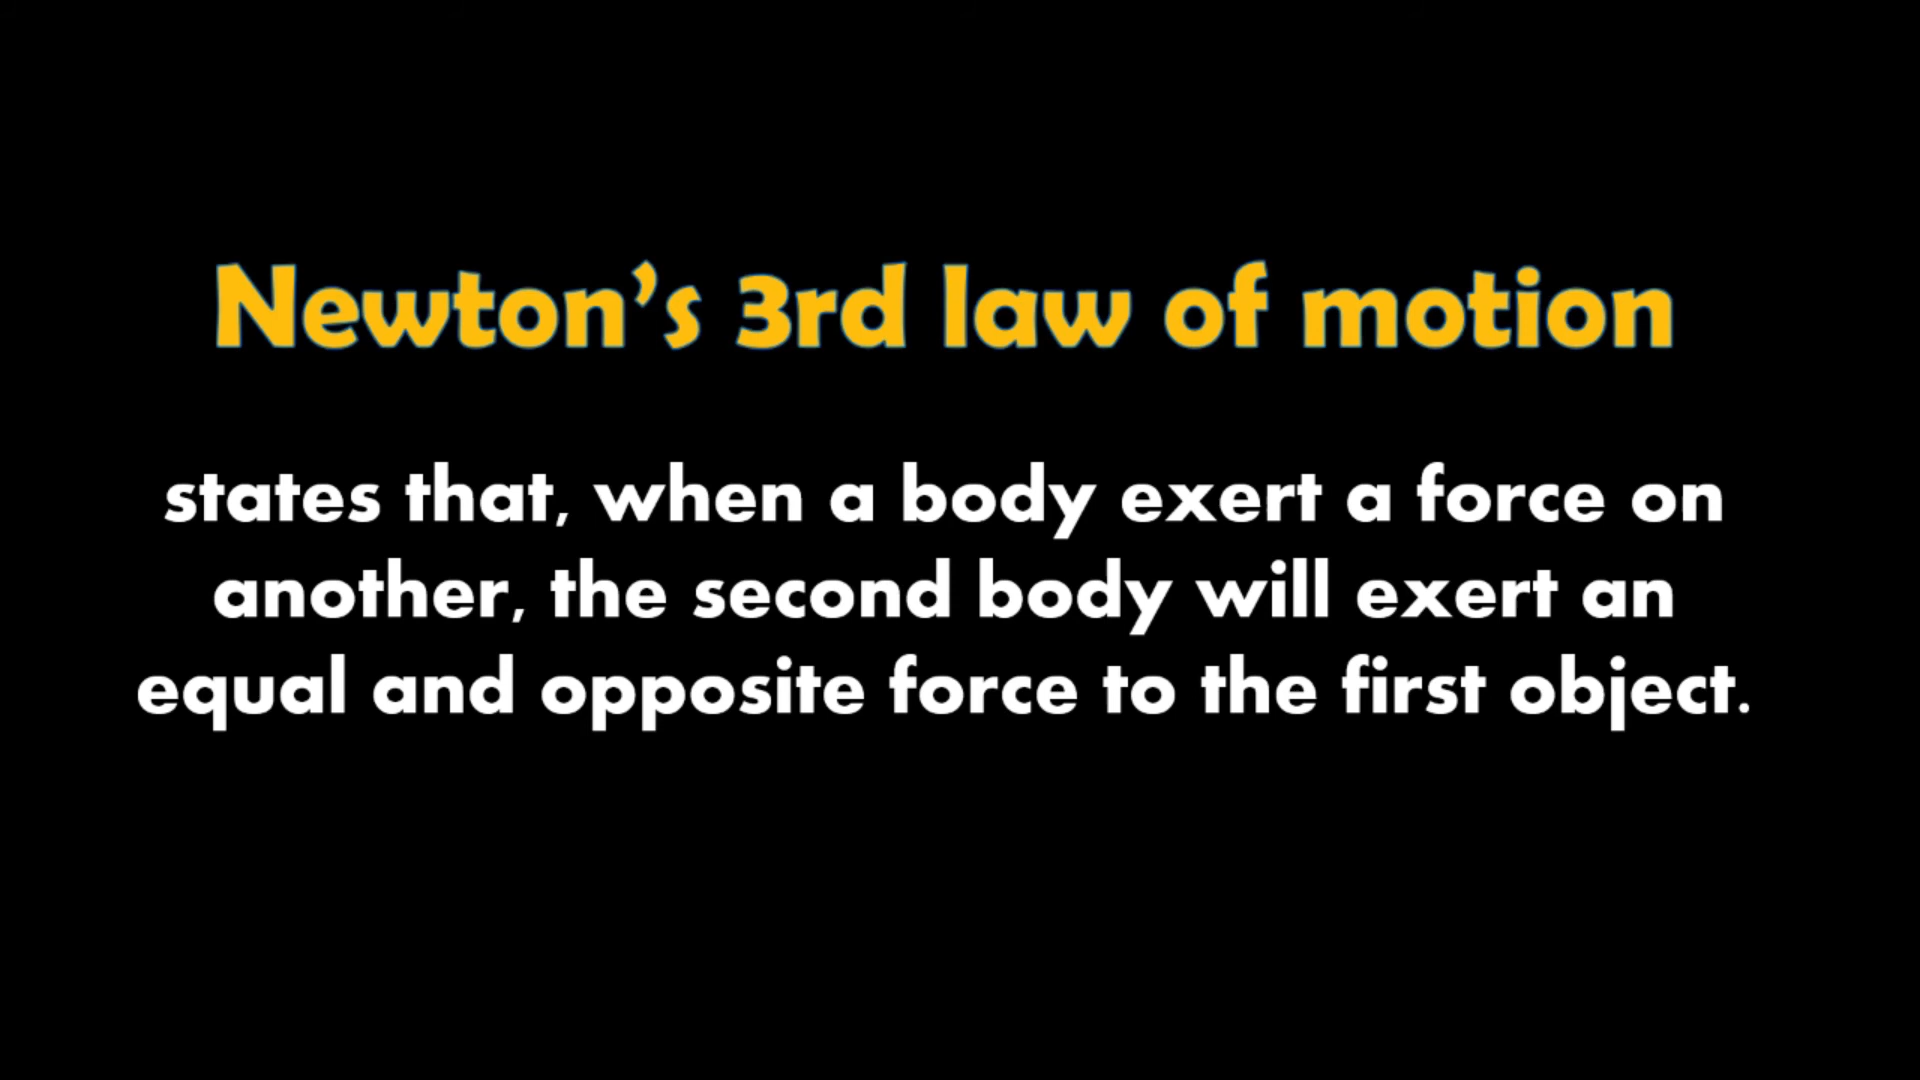 Newton’s 3rd law of motion
states that, when a body exert a force on
another, the second body will exert an
equal and opposite force to the first object.